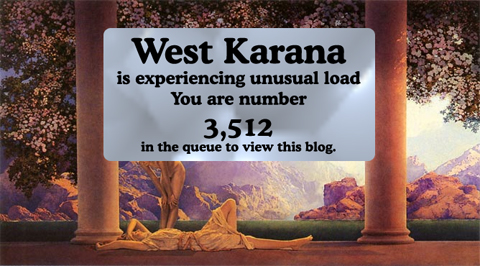 West Karana
is experiencing unusual load
You are number
3,512
in the queue to view this blog.